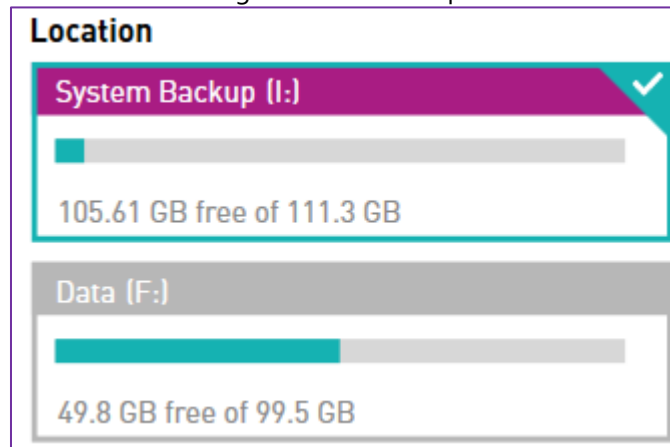 Location
System Backup (I:)
105.61 GB free of 111.3 GB
Data (F:)
49.8 GB free of 99.5 GB